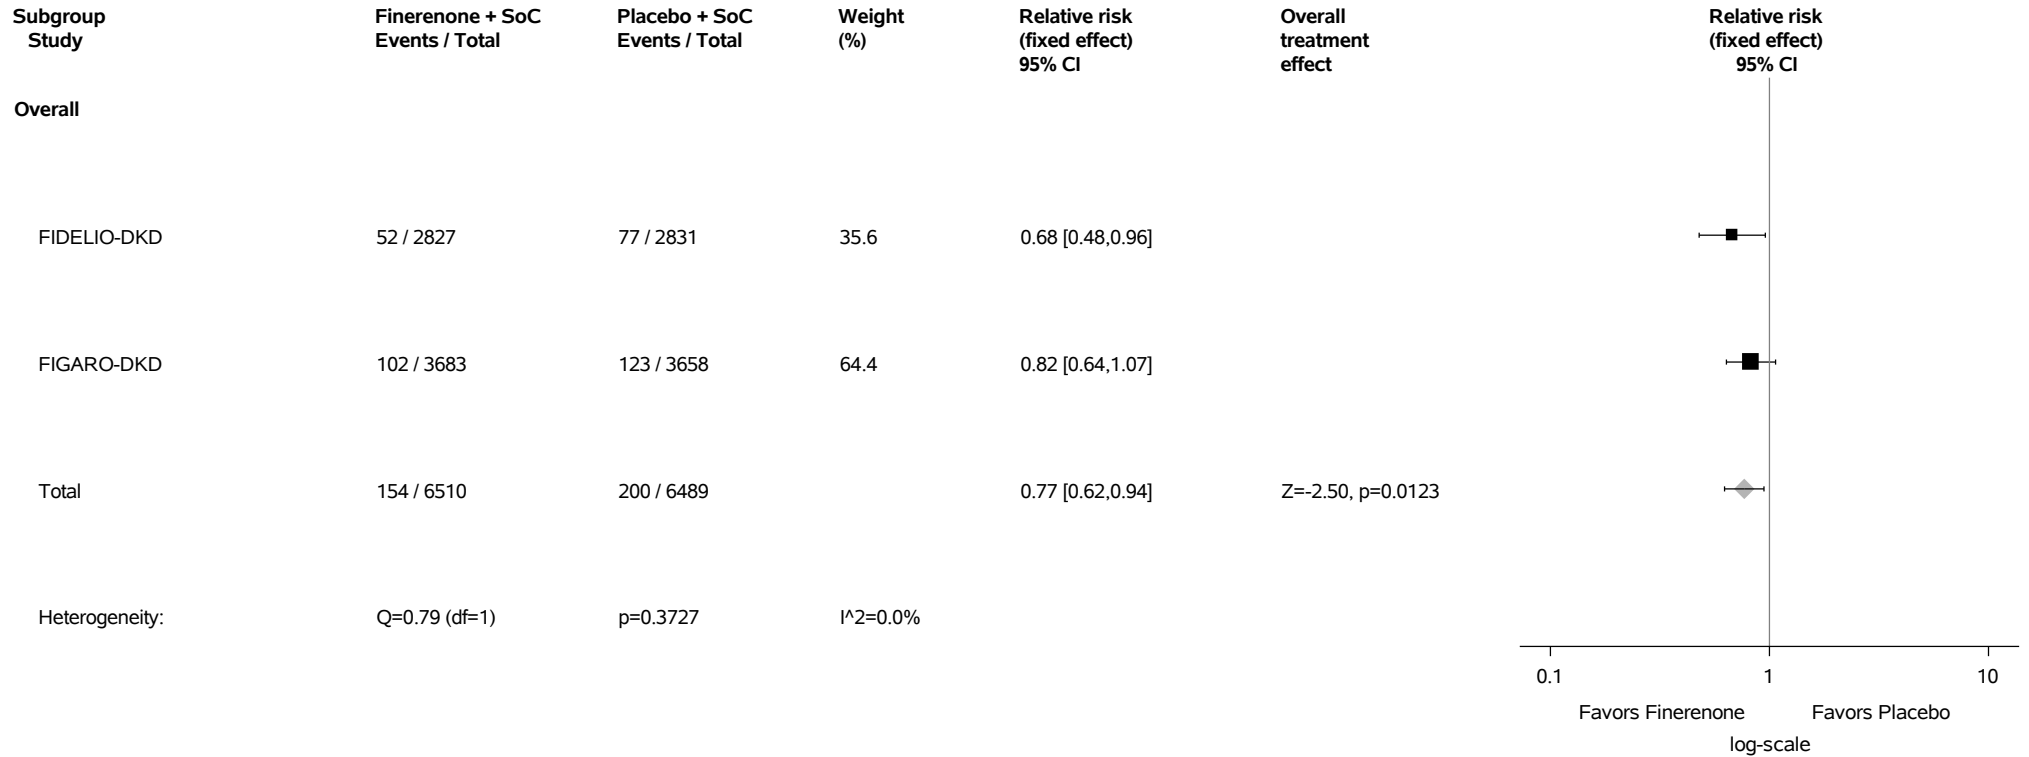 Subgroup Finerenone + SoC Placebo + SoC Weight Relative risk Overall Relative risk
Study Events / Total Events / Total (%) (fixed effect) treatment (fixed effect)
95% CI effect 95% CI
Overall
FIDELIO-DKD 52 / 2827 77 / 2831 35.6 0.68 [0.48,0.96]
FIGARO-DKD 102 / 3683 123 / 3658 64.4 0.82 [0.64,1.07]
Total 154 / 6510 200 / 6489 0.77 [0.62,0.94] Z=-2.50, p=0.0123
Heterogeneity: Q=0.79 (df=1) p=0.3727 I^2=0.0%
0.1 1 10
Favors Finerenone Favors Placebo
log-scale